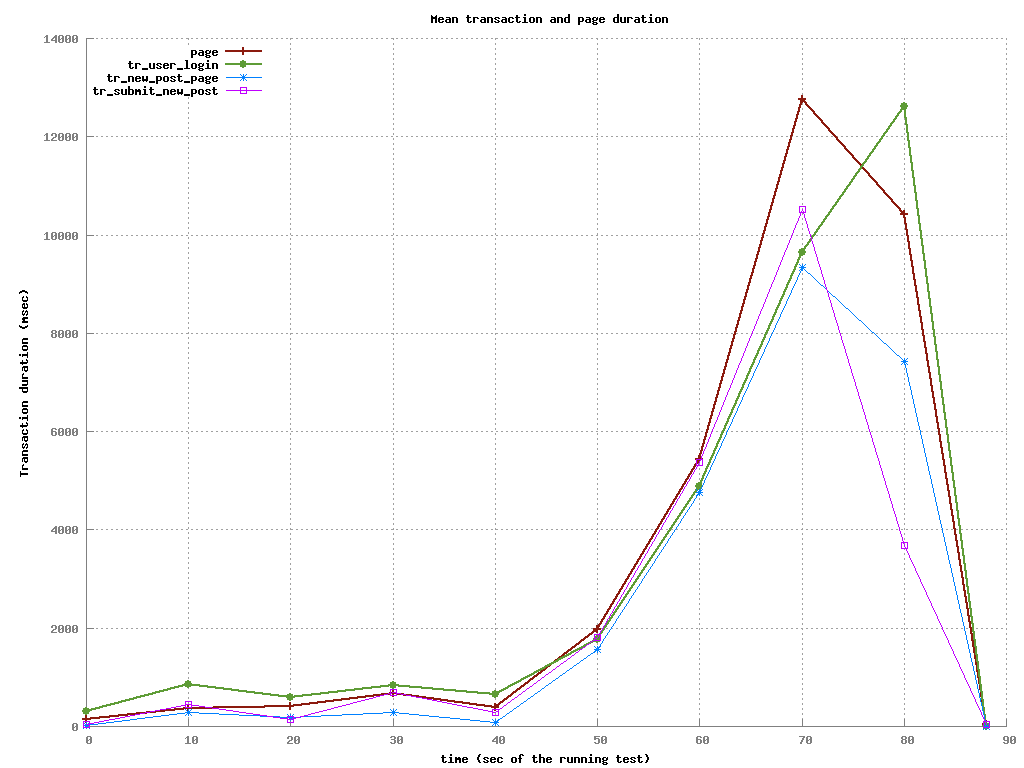 Mean transaction and page duration
14000
12000
10000
8000
6000
4000
2000
0
page
tr_user_login
tr_new_post_page
tr_submit_new_post
Transaction duration (msec)
0 10 20 30 40 50 60 70 80 90
time (sec of the running test)